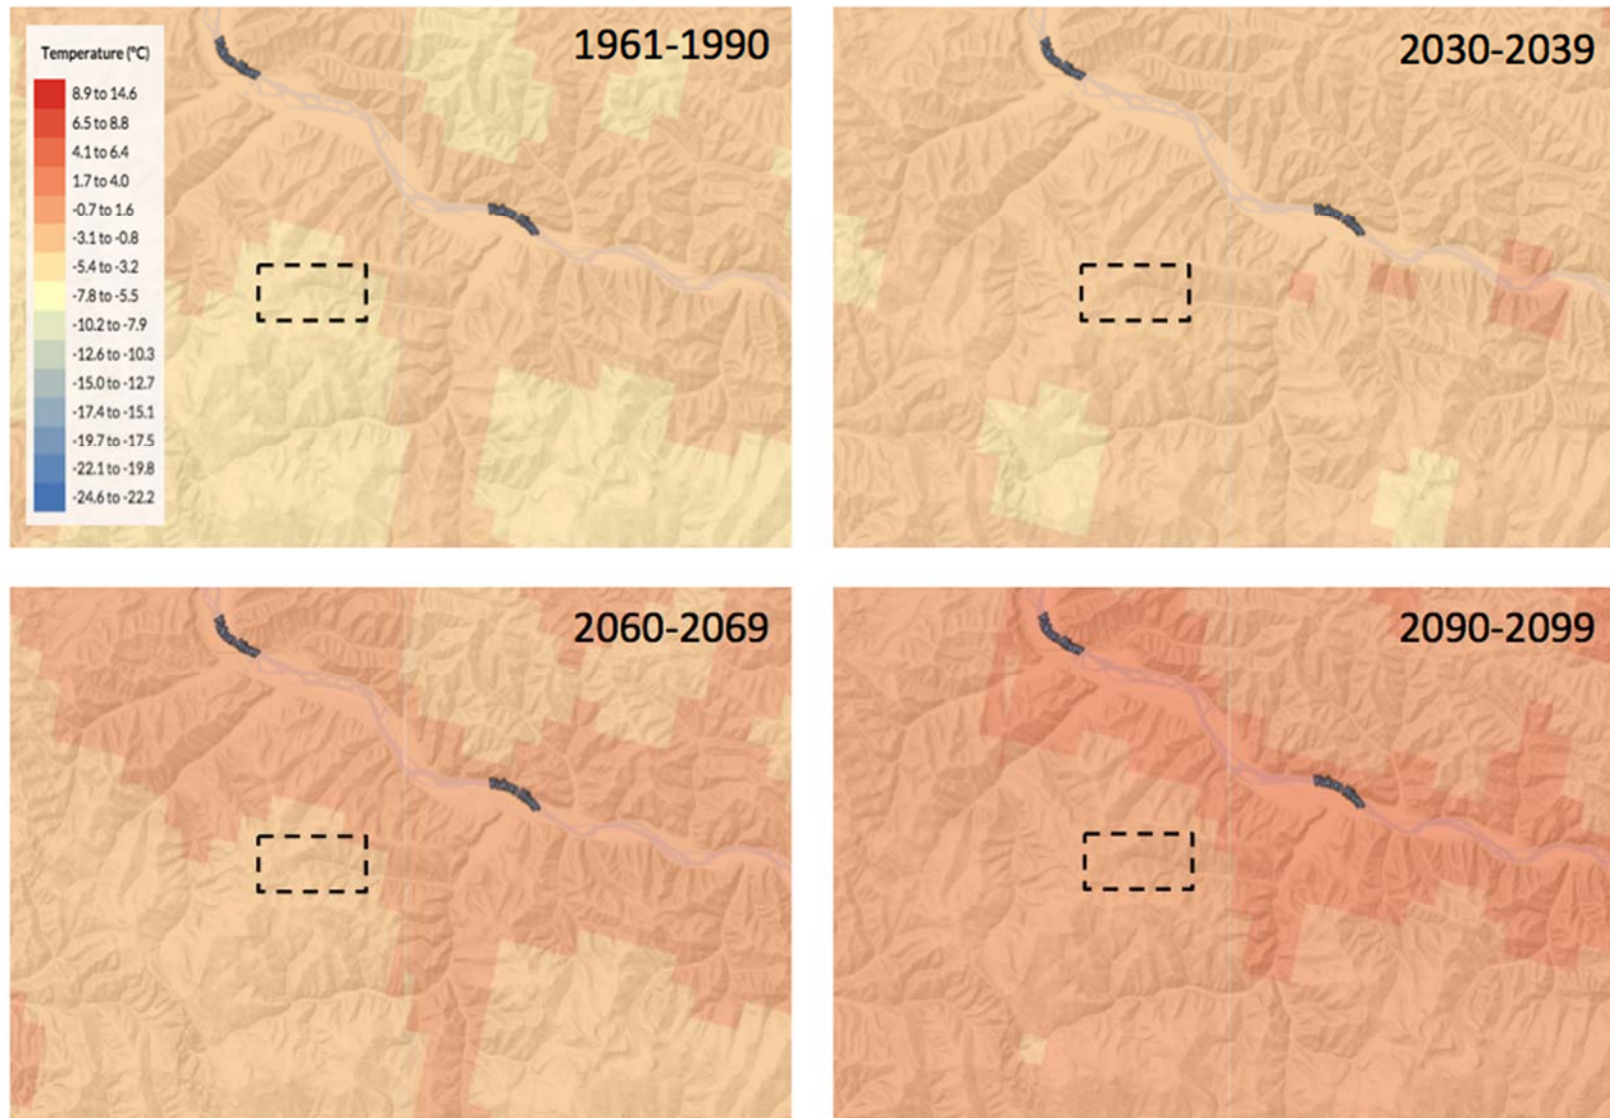 1961-1990
Temperature (°C)
8.9 to 14.6
6.5 to 8.8
4.1 to 6.4
1.7 to 4.0
-0.7 to 1.6
-3.1 to -0.8
-5.4 to -3.2
-7.8 to -5.5
-10.2 to -7.9
-12.6 to -10.3
-15.0 to -12.7
-17.4 to -15.1
-19.7 to -17.5
-22.1 to -19.8
-24.6 to -22.2
2030-2039
2060-2069
2090-2099